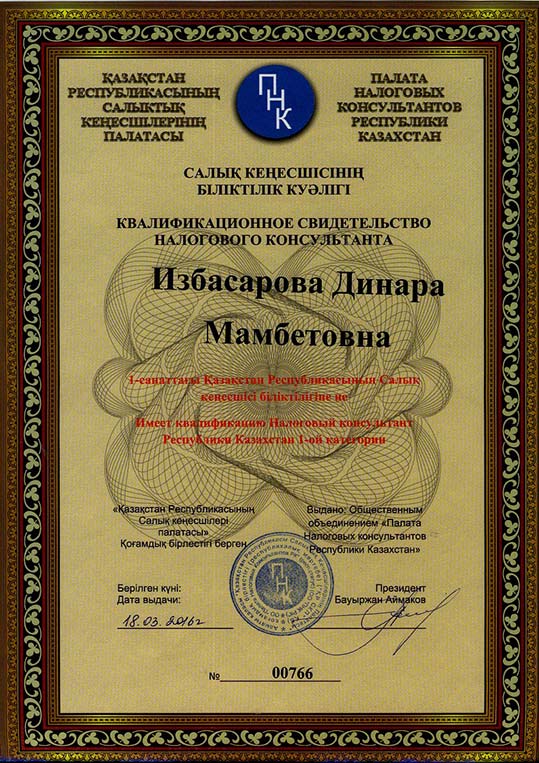 ҚАЗАҚСТАН
РЕСПУБЛИКАСЫНЫҢ
САЛЫКТЫҚ
КЕҢЕСШІЛЕРІНІҢ
ПАЛАТАСЫ
ПНК
ПАЛАТА
НАЛОГОВЫХ
КОНСУЛЬТАНТОВ
РЕСПУБЛИКИ
КАЗАХСТАН
САЛЫҚ КЕҢЕСШІСІНІҢ
БІЛІКТІЛІК КУӘЛІГІ
КВАЛИФИКАЦИОННОЕ СВИДЕТЕЛЬСТВО
НАЛОГОВОГО КОНСУЛЬТАНТА
Избасарова Динара
Мамбетовна
1-санаттағы Қазақстан Республикасының Салық
кеңесшісі біліктілігіне ие
Имеет квалификацию Налоговый консультант
Республики Казахстан 1-ой категории
«Қазақстан Республикасының
Салық кеңесшілері
палатасы»
Қоғамдық бірлестігі берген
Выдано: Общественным
объединением «Палата
Налоговых консультантов
Республики Казахстан»
ПНК
Берілген күні:
Дата выдачи:
18.03.2016г
Президент
Бауыржан Аймаков
№ 00766